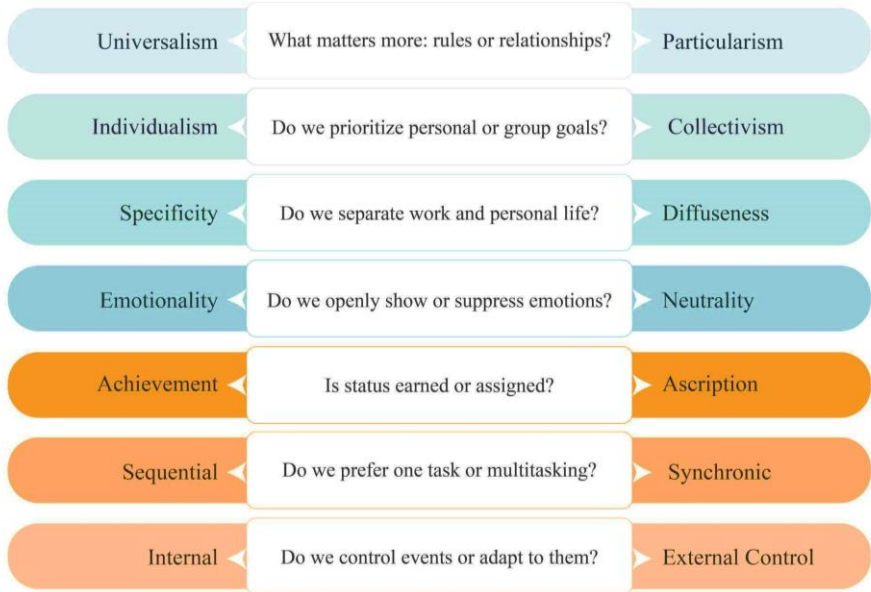 Universalism What matters more: rules or relationships? Particularism
Individualism Do we prioritize personal or group goals? Collectivism
Specificity Do we separate work and personal life? Diffuseness
Emotionality Do we openly show or suppress emotions? Neutrality
Achievement Is status earned or assigned? Ascription
Sequential Do we prefer one task or multitasking? Synchronic
Internal Do we control events or adapt to them? External Control